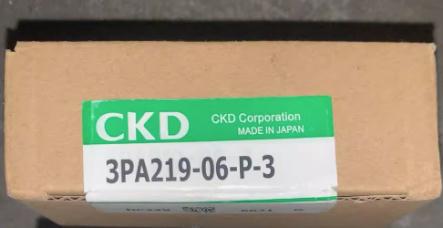 CKD CKD Corporation
MADE IN JAPAN
3PA219-06-P-3